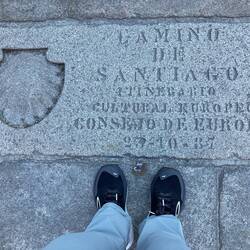 CAMINO
DE
SANTIAGO
ITINERARIO
CULTURAL EUROPEO
CONSEJO DE EUROPA
23-10-87